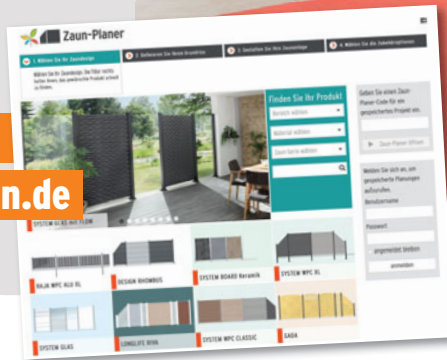 Zaun-Planer
1. Wählen Sie Ihr Zaundesign
2. Definieren Sie Ihren Grundriss
3. Gestalten Sie Ihre Zaunanlage
4. Wählen Sie die Zubehöroptionen
Wählen Sie Ihr Zaundesign. Die Filter rechts
helfen Ihnen, das gewünschte Produkt schnell
zu finden.
Finden Sie Ihr Produkt
Bereich wählen
Material wählen
Zaun-Serie wählen
Geben Sie einen Zaun-
Planer-Code für ein
gespeichertes Projekt ein.
Zaun-Planer öffnen
Melden Sie sich an, um
gespeicherte Planungen
aufzurufen.
Benutzername
Passwort
angemeldet bleiben
anmelden
n.de
SYSTEM GLAS MIT FLOW
RAJA WPC ALU XL
DESIGN RHOMBUS
SYSTEM BOARD Keramik
SYSTEM WPC XL
SYSTEM GLAS
LONGLIFE RIVA
SYSTEM WPC CLASSIC
SADA